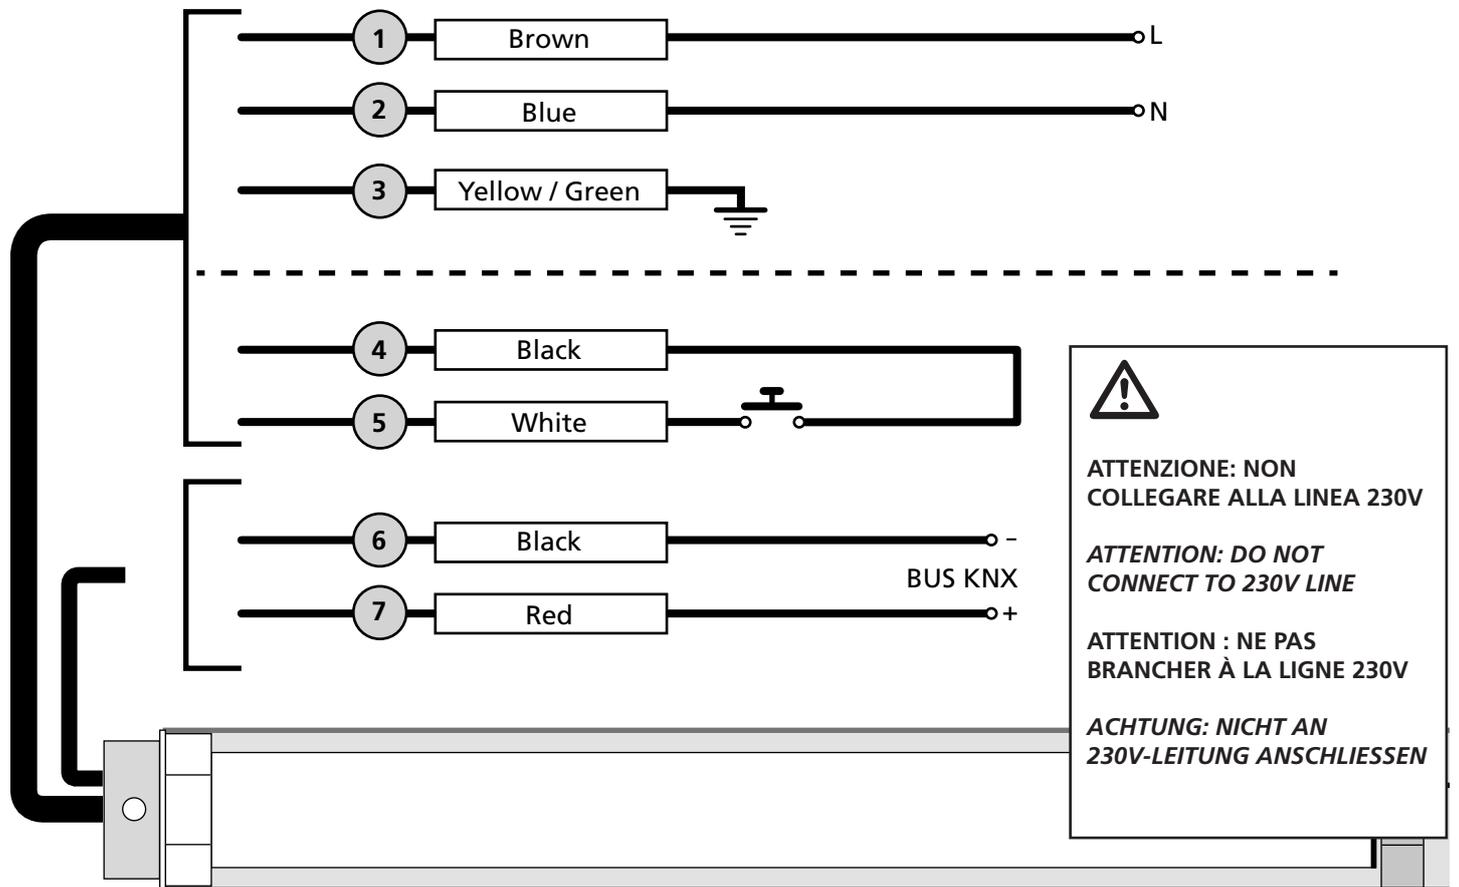 1 Brown L
2 Blue N
3 Yellow / Green
4 Black
5 White
6 Black –
BUS KNX
7 Red +
ATTENZIONE: NON
COLLEGARE ALLA LINEA 230V
ATTENTION: DO NOT
CONNECT TO 230V LINE
ATTENTION : NE PAS
BRANCHER À LA LIGNE 230V
ACHTUNG: NICHT AN
230V-LEITUNG ANSCHLIESSEN